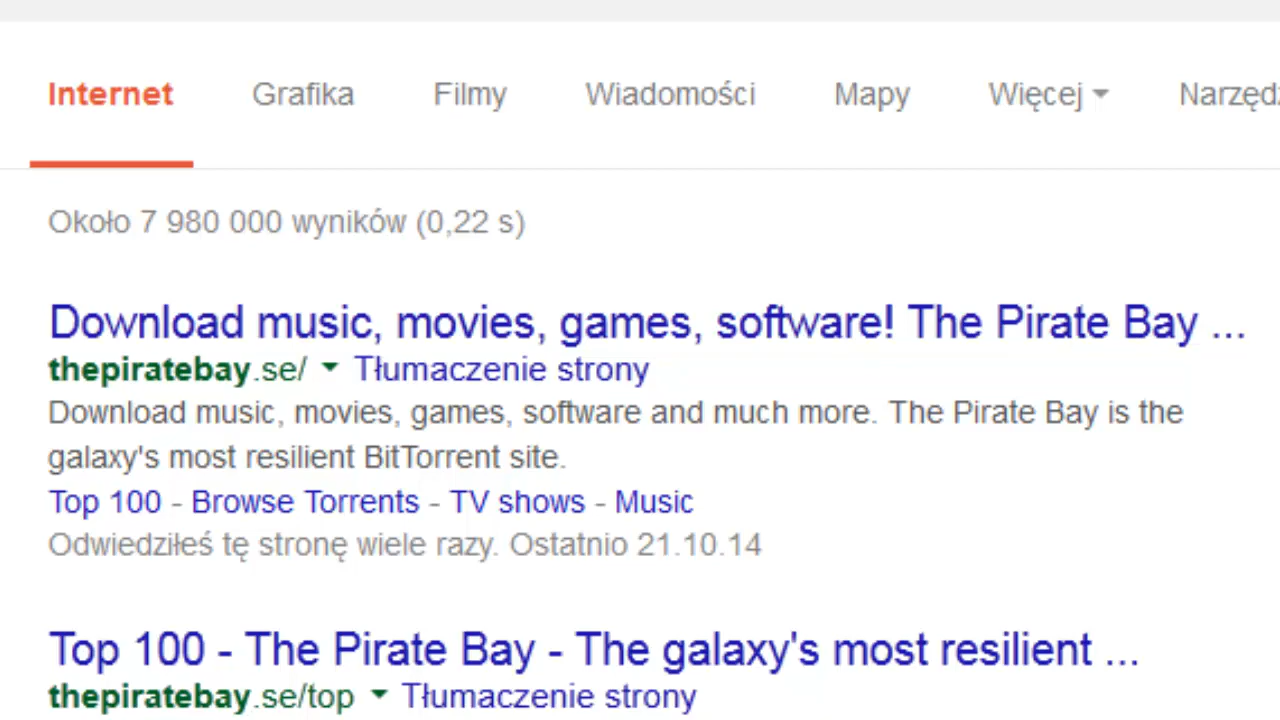 Internet Grafika Filmy Wiadomości Mapy Więcej
Około 7 980 000 wyników (0,22 s)
Download music, movies, games, software! The Pirate Bay ...
thepiratebay.se/ Tłumaczenie strony
Download music, movies, games, software and much more. The Pirate Bay is the
galaxy's most resilient BitTorrent site.
Top 100 - Browse Torrents - TV shows - Music
Odwiedziłeś tę stronę wiele razy. Ostatnio 21.10.14
Top 100 - The Pirate Bay - The galaxy's most resilient ...
thepiratebay.se/top Tłumaczenie strony